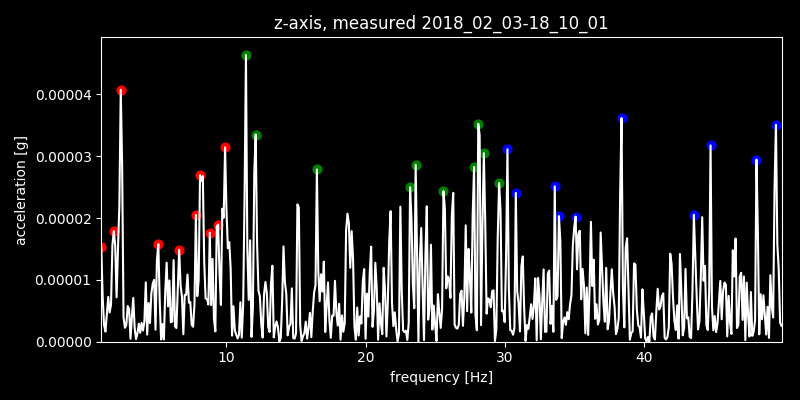 z-axis, measured 2018_02_03-18_10_01
acceleration [g]
0.00004
0.00003
0.00002
0.00001
0.00000
10 20 30 40
frequency [Hz]